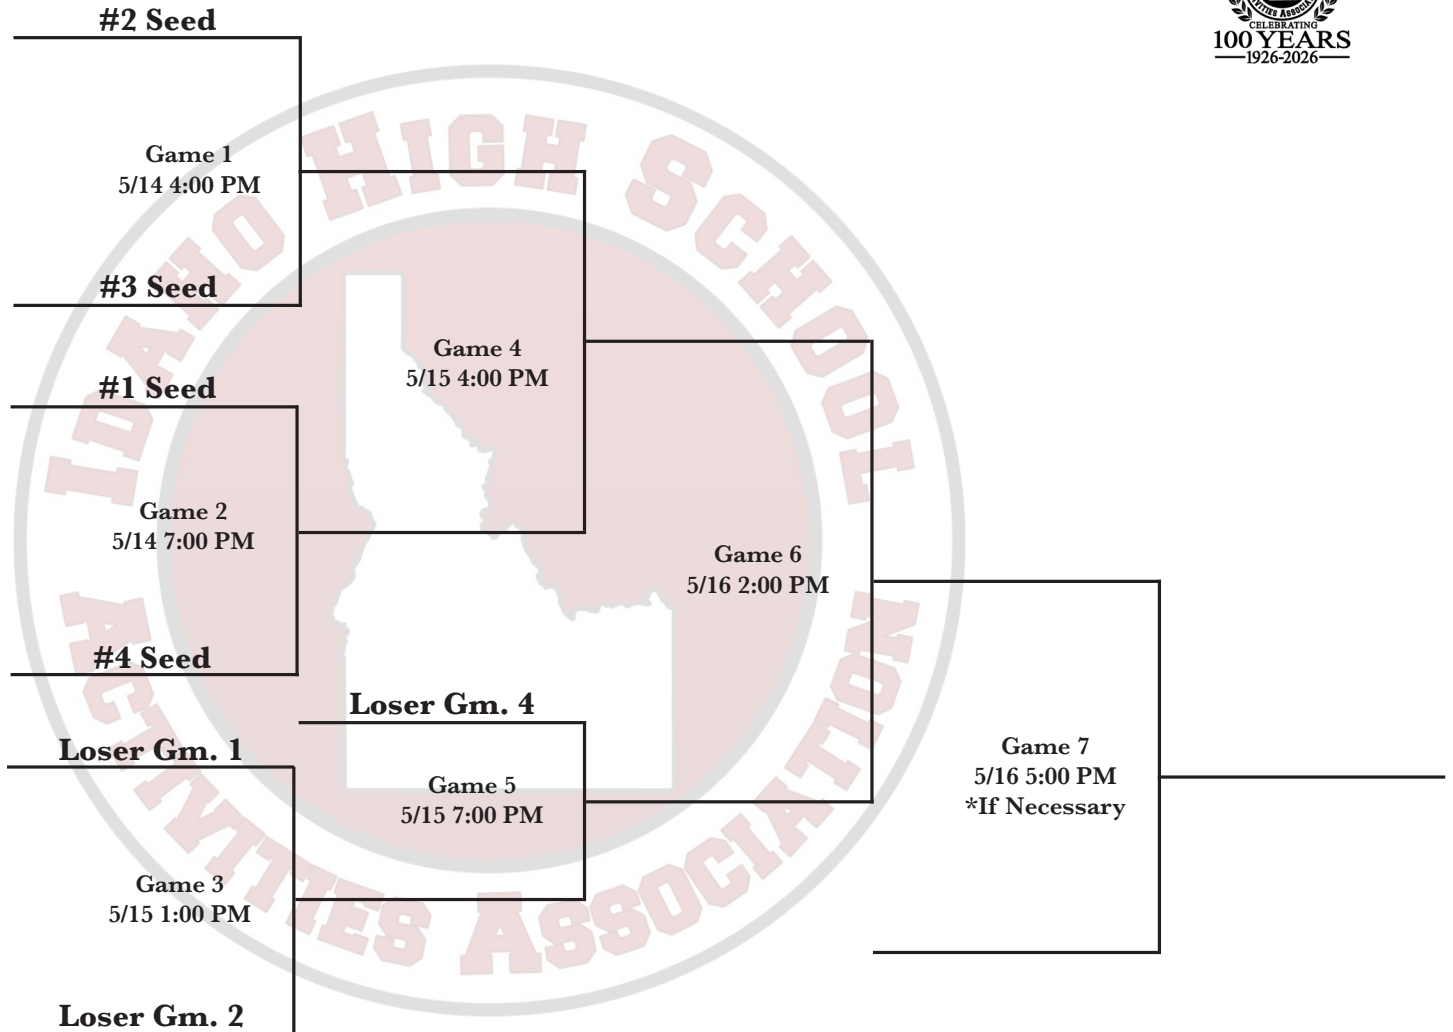 #2 Seed
IVITIES ASSOCI
CELEBRATING
100 YEARS
1926-2026
Game 1
5/14 4:00 PM
#3 Seed
IDAHO HIGH SCHOOL
Game 4
5/15 4:00 PM
#1 Seed
Game 2
5/14 7:00 PM
Game 6
5/16 2:00 PM
#4 Seed
Loser Gm. 4
Loser Gm. 1
Game 5
5/15 7:00 PM
Game 7
5/16 5:00 PM
*If Necessary
Game 3
5/15 1:00 PM
ACTIVITIES ASSOCIATION
Loser Gm. 2